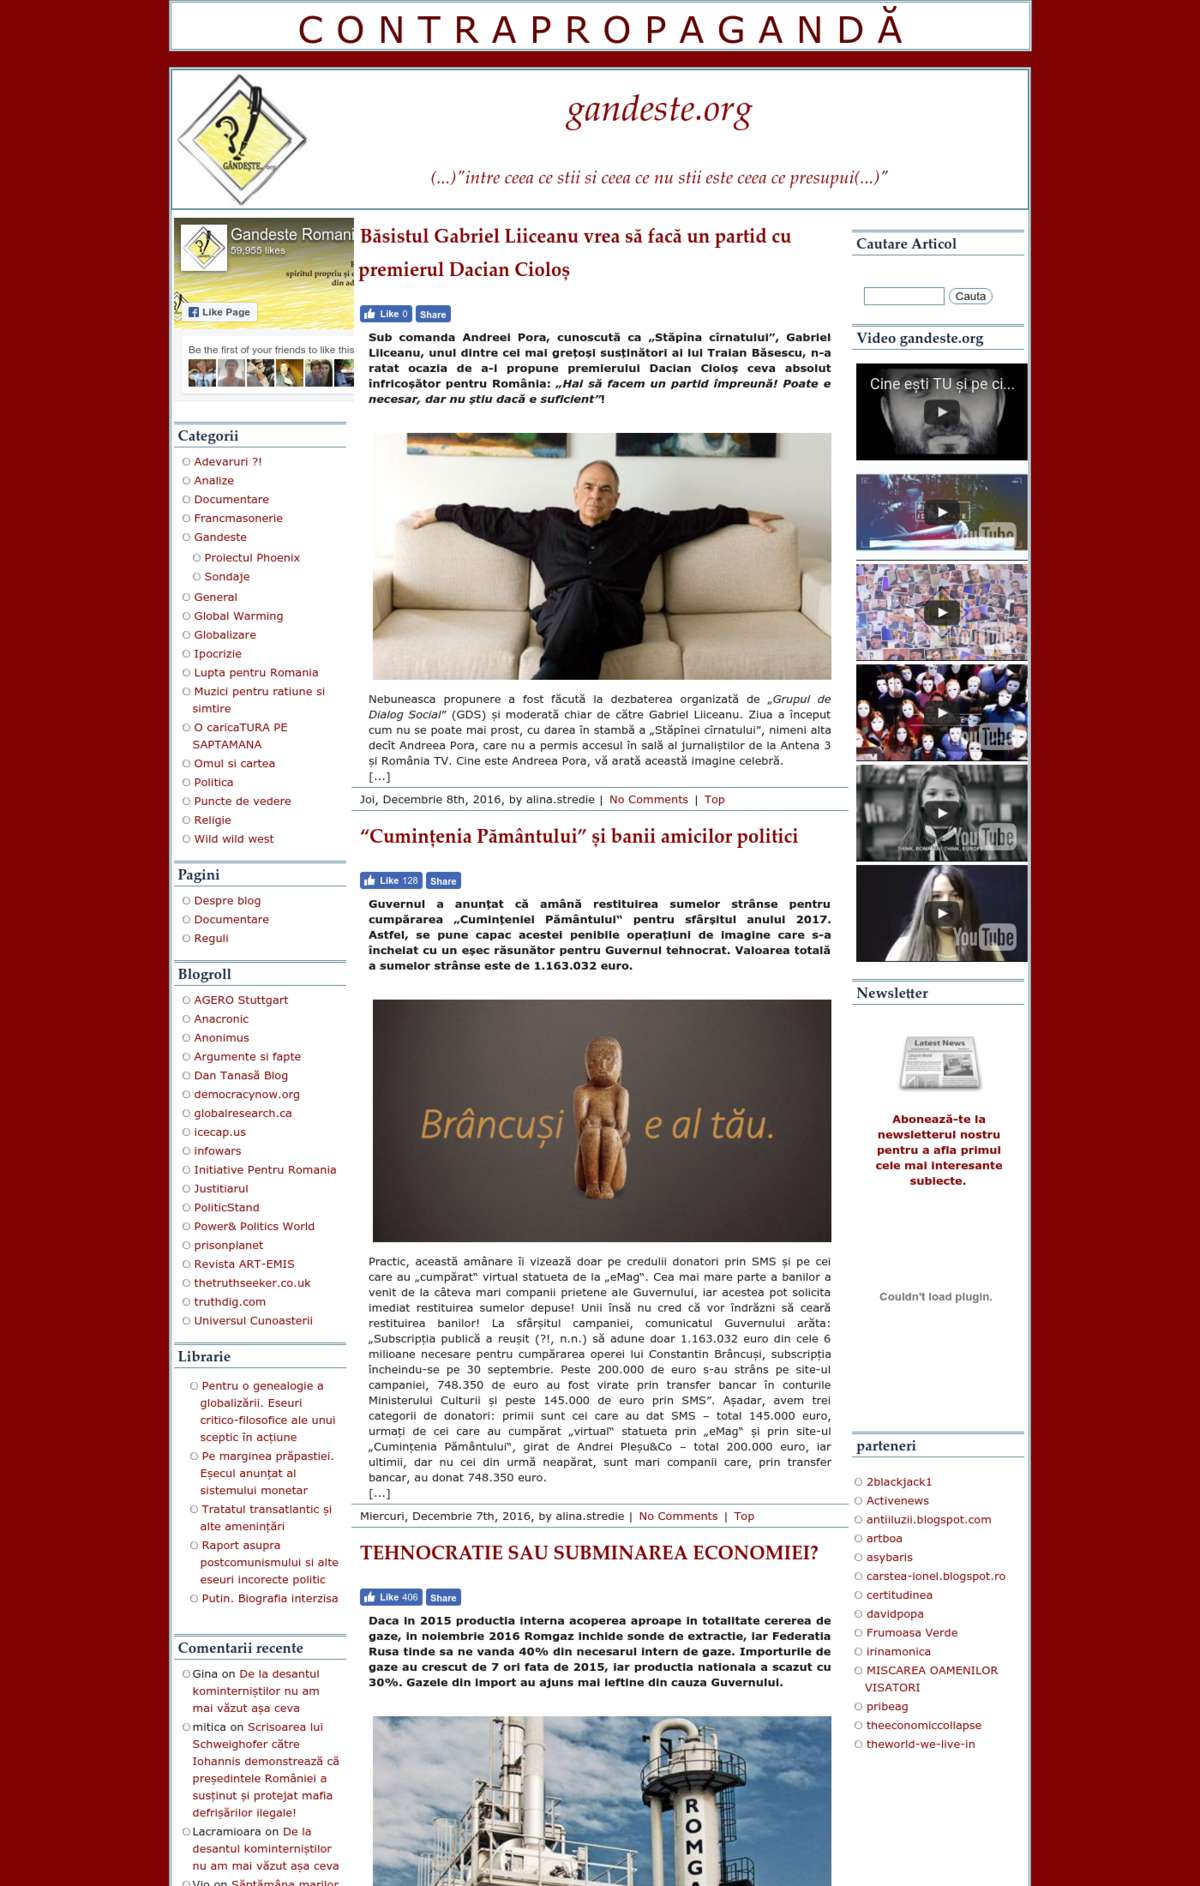 CONTRAPROPAGANDĂ
GÂNDEȘTE.org
gandeste.org
(...)"intre ceea ce stii si ceea ce nu stii este ceea ce presupui(...)"
Gandeste Romani
59,955 likes
spiritul propriu și
din ad
Like Page
Be the first of your friends to like this
Categorii
Adevaruri ?!
Analize
Documentare
Francmasonerie
Gandeste
Proiectul Phoenix
Sondaje
General
Global Warming
Globalizare
Ipocrizie
Lupta pentru Romania
Muzici pentru ratiune si
simtire
O caricaTURA PE
SAPTAMANA
Omul si cartea
Politica
Puncte de vedere
Religie
Wild wild west
Pagini
Despre blog
Documentare
Reguli
Blogroll
AGERO Stuttgart
Anacronic
Anonimus
Argumente si fapte
Dan Tanasă Blog
democracynow.org
globalresearch.ca
icecap.us
infowars
Initiative Pentru Romania
Justitiarul
PoliticStand
Power& Politics World
prisonplanet
Revista ART-EMIS
thetruthseeker.co.uk
truthdig.com
Universul Cunoasterii
Librarie
Pentru o genealogie a
globalizării. Eseuri
critico-filosofice ale unui
sceptic în acțiune
Pe marginea prăpastiei.
Eșecul anunțat al
sistemului monetar
Tratatul transatlantic și
alte amenințări
Raport asupra
postcomunismului si alte
eseuri incorecte politic
Putin. Biografia interzisa
Comentarii recente
Gina on De la desantul
kominterniștilor nu am
mai văzut așa ceva
mitica on Scrisoarea lui
Schweighofer către
Iohannis demonstrează că
președintele României a
susținut și protejat mafia
defrișărilor ilegale!
Lacramioara on De la
desantul kominterniștilor
nu am mai văzut așa ceva
Vio on Săptămâna marilor
Băsistul Gabriel Liiceanu vrea să facă un partid cu
premierul Dacian Cioloș
Like 0 Share
Sub comanda Andreei Pora, cunoscută ca „Stăpîna cîrnatului”, Gabriel
Liiceanu, unul dintre cei mai grețoși susținători ai lui Traian Băsescu, n-a
ratat ocazia de a-i propune premierului Dacian Cioloș ceva absolut
înfricoșător pentru România: „Hai să facem un partid împreună! Poate e
necesar, dar nu știu dacă e suficient”!
Nebuneasca propunere a fost făcută la dezbaterea organizată de „Grupul de
Dialog Social” (GDS) și moderată chiar de către Gabriel Liiceanu. Ziua a început
cum nu se poate mai prost, cu darea în stambă a „Stăpînei cîrnatului”, nimeni alta
decît Andreea Pora, care nu a permis accesul în sală al jurnaliștilor de la Antena 3
și România TV. Cine este Andreea Pora, vă arată această imagine celebră.
[...]
Joi, Decembrie 8th, 2016, by alina.stredie | No Comments | Top
“Cumințenia Pământului” și banii amicilor politici
Like 128 Share
Guvernul a anunțat că amână restituirea sumelor strânse pentru
cumpărarea „Cumințeniei Pământului“ pentru sfârșitul anului 2017.
Astfel, se pune capac acestei penibile operațiuni de imagine care s-a
încheiat cu un eșec răsunător pentru Guvernul tehnocrat. Valoarea totală
a sumelor strânse este de 1.163.032 euro.
Brâncuși e al tău.
Practic, această amânare îi vizează doar pe credulii donatori prin SMS și pe cei
care au „cumpărat“ virtual statueta de la „eMag“. Cea mai mare parte a banilor a
venit de la câteva mari companii prietene ale Guvernului, iar acestea pot solicita
imediat restituirea sumelor depuse! Unii însă nu cred că vor îndrăzni să ceară
restituirea banilor! La sfârșitul campaniei, comunicatul Guvernului arăta:
„Subscripția publică a reușit (?!, n.n.) să adune doar 1.163.032 euro din cele 6
milioane necesare pentru cumpărarea operei lui Constantin Brâncuși, subscripția
încheindu-se pe 30 septembrie. Peste 200.000 de euro s-au strâns pe site-ul
campaniei, 748.350 de euro au fost virate prin transfer bancar în conturile
Ministerului Culturii și peste 145.000 de euro prin SMS”. Așadar, avem trei
categorii de donatori: primii sunt cei care au dat SMS – total 145.000 euro,
urmați de cei care au cumpărat „virtual“ statueta prin „eMag“ și prin site-ul
„Cumințenia Pământului“, girat de Andrei Pleșu&Co – total 200.000 euro, iar
ultimii, dar nu cei din urmă neapărat, sunt mari companii care, prin transfer
bancar, au donat 748.350 euro.
[...]
Miercuri, Decembrie 7th, 2016, by alina.stredie | No Comments | Top
TEHNOCRATIE SAU SUBMINAREA ECONOMIEI?
Like 406 Share
Daca in 2015 productia interna acoperea aproape in totalitate cererea de
gaze, in noiembrie 2016 Romgaz inchide sonde de extractie, iar Federatia
Rusa tinde sa ne vanda 40% din necesarul intern de gaze. Importurile de
gaze au crescut de 7 ori fata de 2015, iar productia nationala a scazut cu
30%. Gazele din import au ajuns mai ieftine din cauza Guvernului.
ROMGA
Cautare Articol
Cauta
Video gandeste.org
Cine ești TU și pe ci...
YouTube
YouTube
YouTube
YouTube
THINK, ROMANIA! THINK, EUROPE!
YouTube
Newsletter
Latest News
Abonează-te la
newsletterul nostru
pentru a afla primul
cele mai interesante
subiecte.
Couldn't load plugin.
parteneri
2blackjack1
Activenews
antiiluzii.blogspot.com
artboa
asybaris
carstea-ionel.blogspot.ro
certitudinea
davidpopa
Frumoasa Verde
irinamonica
MISCAREA OAMENILOR
VISATORI
pribeag
theeconomiccollapse
theworld-we-live-in